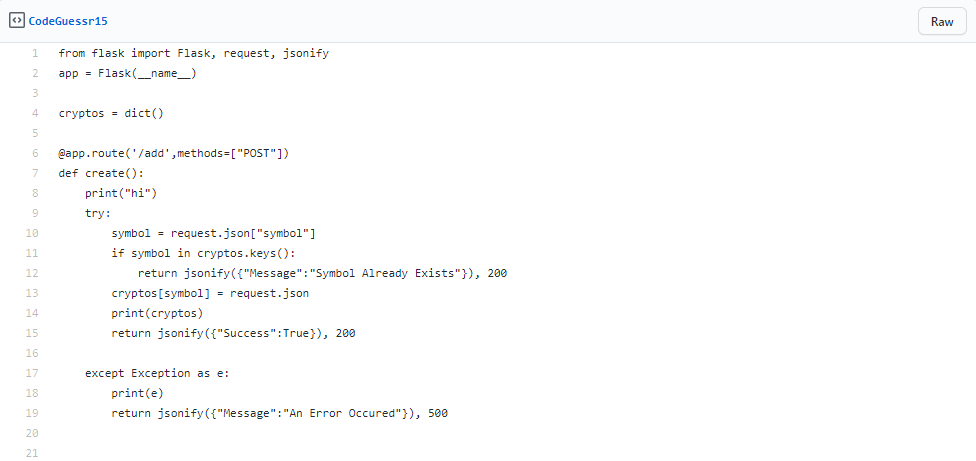 CodeGuessr15
Raw
1 from flask import Flask, request, jsonify
2 app = Flask(__name__)
3
4 cryptos = dict()
5
6 @app.route('/add',methods=["POST"])
7 def create():
8     print("hi")
9     try:
10         symbol = request.json["symbol"]
11         if symbol in cryptos.keys():
12             return jsonify({"Message":"Symbol Already Exists"}), 200
13         cryptos[symbol] = request.json
14         print(cryptos)
15         return jsonify({"Success":True}), 200
16
17     except Exception as e:
18         print(e)
19         return jsonify({"Message":"An Error Occured"}), 500
20
21